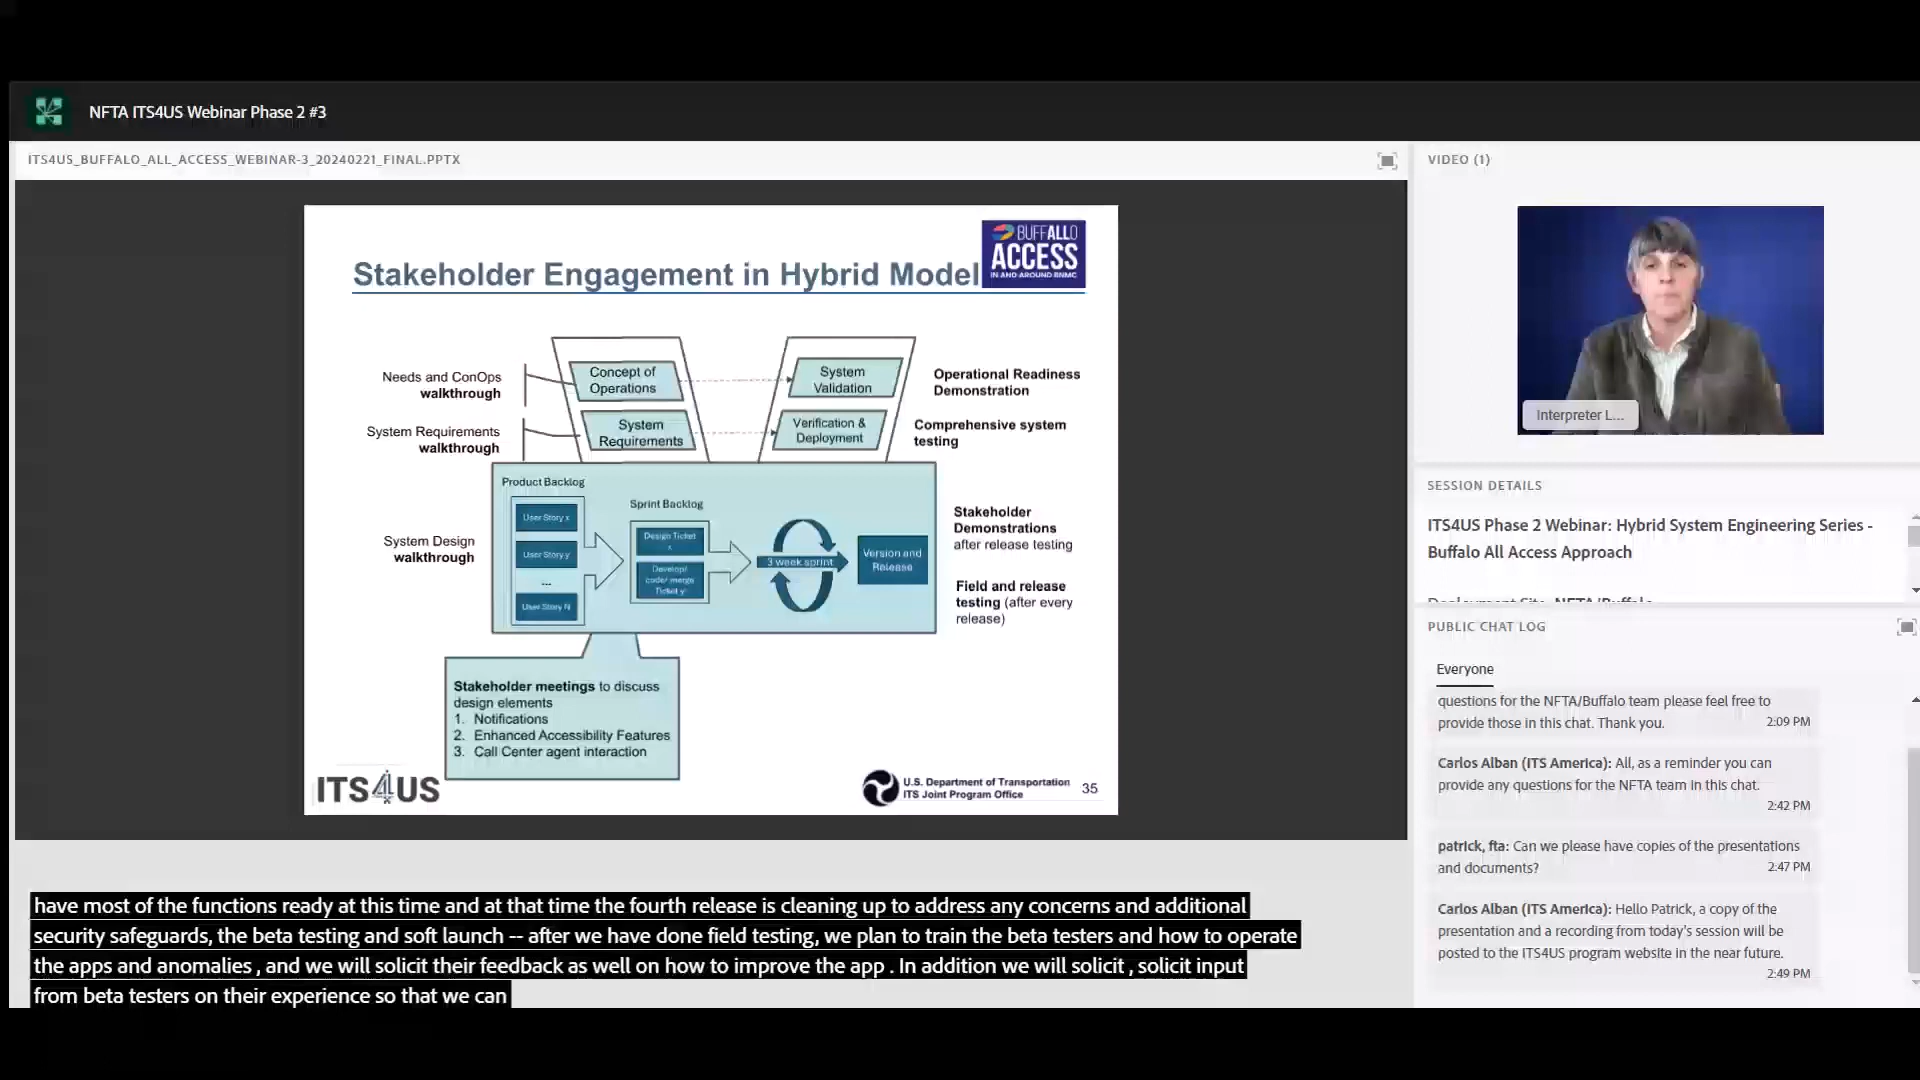 NFTA ITS4US Webinar Phase 2 #3
ITS4US_BUFFALO_ALL_ACCESS_WEBINAR-3_20240221_FINAL.PPTX
BUFFALLO
ACCESS
IN AND AROUND BNMC
Stakeholder Engagement in Hybrid Model
Needs and ConOps
walkthrough
Concept of
Operations
System
Validation
Operational Readiness
Demonstration
System Requirements
walkthrough
System
Requirements
Verification &
Deployment
Comprehensive system
testing
Product Backlog
User Story x
User Story y
...
User Story N
Sprint Backlog
Design Ticket
x
Develop/
code/ merge
Ticket y
3 week sprint
Version and
Release
System Design
walkthrough
Stakeholder
Demonstrations
after release testing
Field and release
testing (after every
release)
Stakeholder meetings to discuss
design elements
1. Notifications
2. Enhanced Accessibility Features
3. Call Center agent interaction
ITS4US
U.S. Department of Transportation
ITS Joint Program Office
35
have most of the functions ready at this time and at that time the fourth release is cleaning up to address any concerns and additional
security safeguards, the beta testing and soft launch -- after we have done field testing, we plan to train the beta testers and how to operate
the apps and anomalies , and we will solicit their feedback as well on how to improve the app . In addition we will solicit , solicit input
from beta testers on their experience so that we can
VIDEO (1)
Interpreter L...
SESSION DETAILS
ITS4US Phase 2 Webinar: Hybrid System Engineering Series -
Buffalo All Access Approach
Deployment Site: NFTA/Buffalo
PUBLIC CHAT LOG
Everyone
questions for the NFTA/Buffalo team please feel free to
provide those in this chat. Thank you.
2:09 PM
Carlos Alban (ITS America): All, as a reminder you can
provide any questions for the NFTA team in this chat.
2:42 PM
patrick, fta: Can we please have copies of the presentations
and documents?
2:47 PM
Carlos Alban (ITS America): Hello Patrick, a copy of the
presentation and a recording from today's session will be
posted to the ITS4US program website in the near future.
2:49 PM